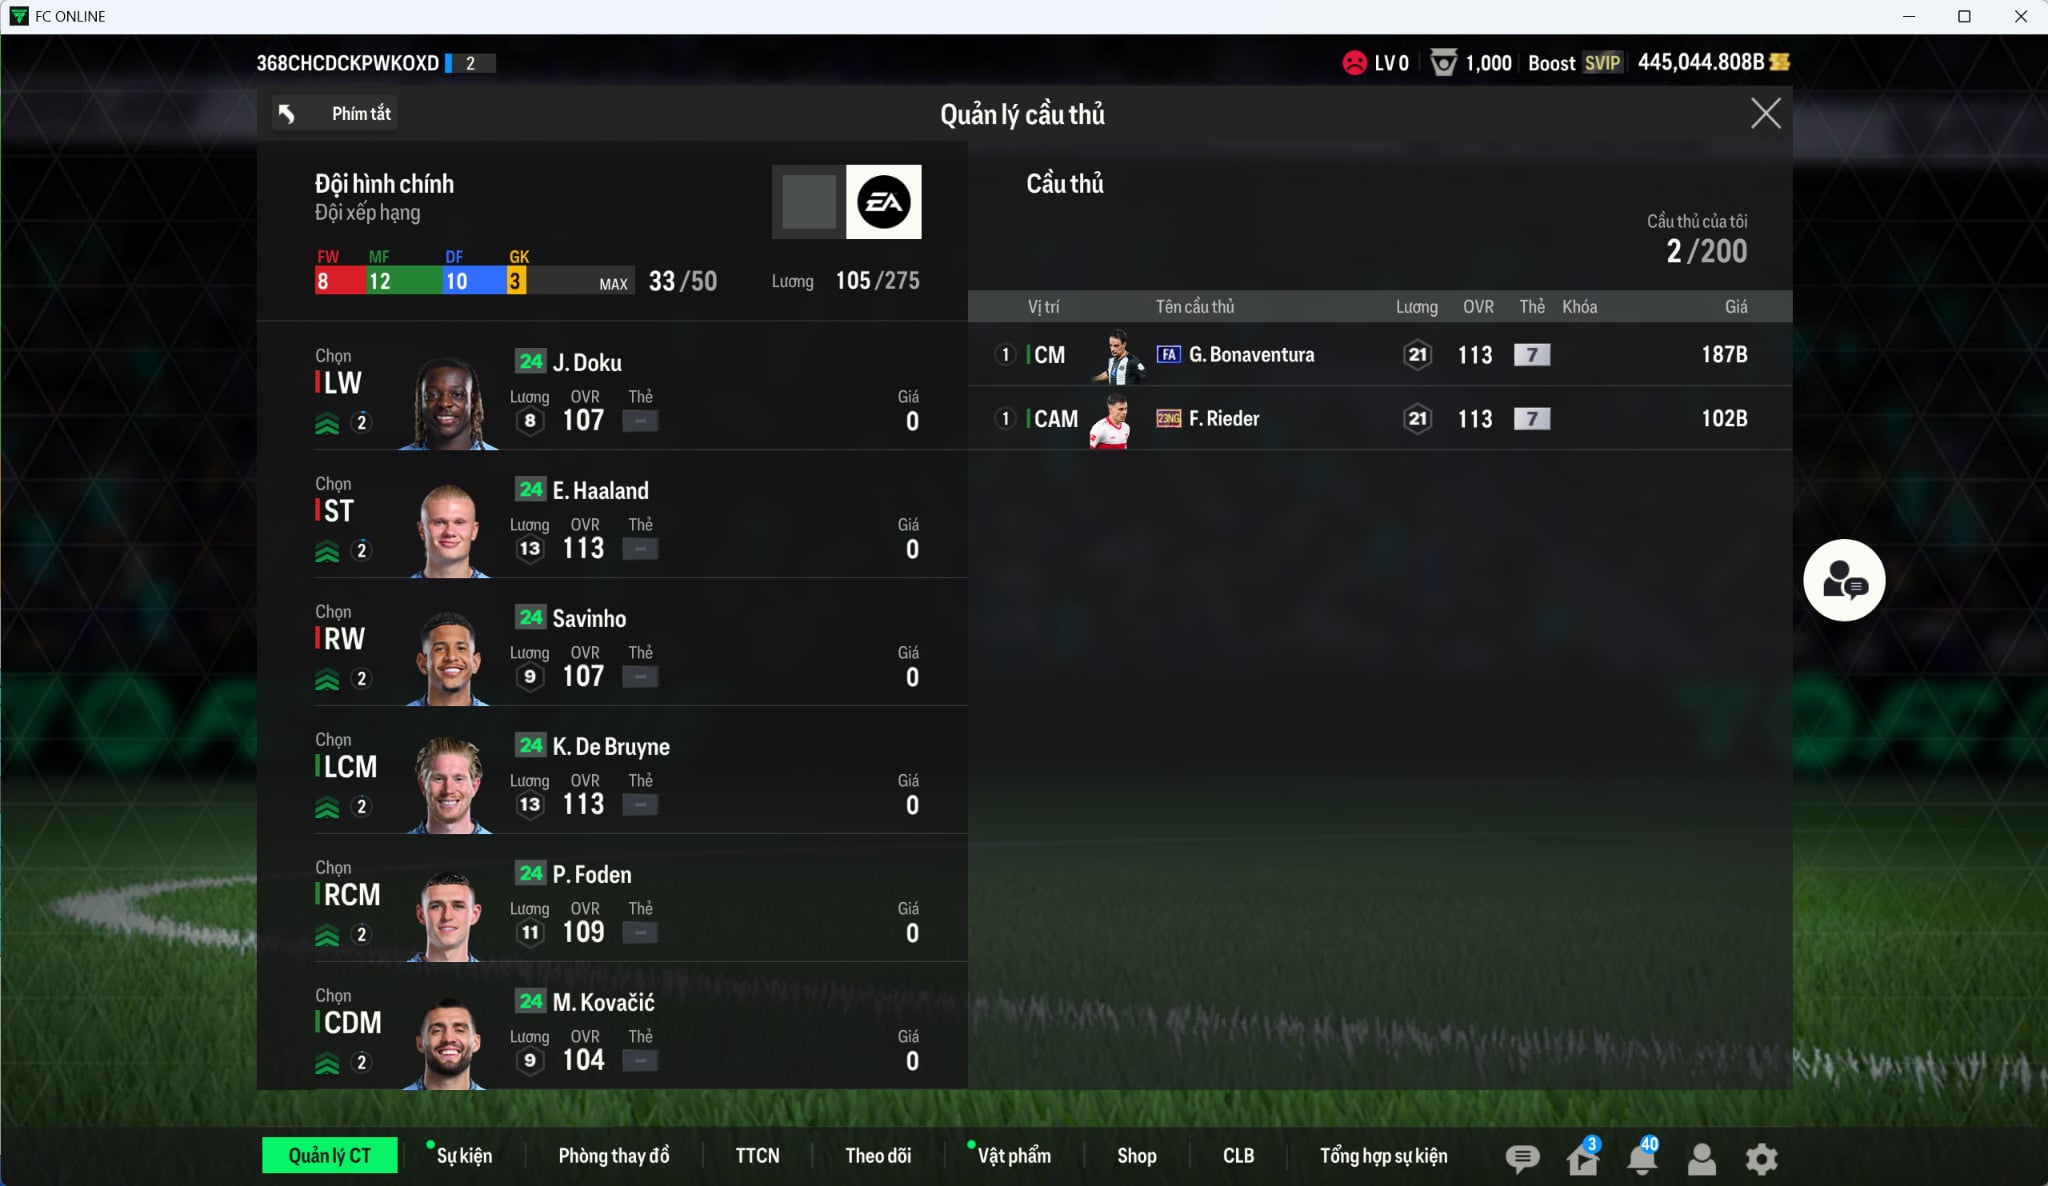 FC ONLINE
368CHCDCKPWKOXD 2
LV 0 1,000 Boost SVIP 445,044.808B
Phím tắt
Quản lý cầu thủ
Đội hình chính
Đội xếp hạng
EA
FW MF DF GK
8 12 10 3 MAX 33 /50 Lương 105 /275
Chọn
LW
2
24 J. Doku
Lương OVR Thẻ Giá
8 107 – 0
Chọn
ST
2
24 E. Haaland
Lương OVR Thẻ Giá
13 113 – 0
Chọn
RW
2
24 Savinho
Lương OVR Thẻ Giá
9 107 – 0
Chọn
LCM
2
24 K. De Bruyne
Lương OVR Thẻ Giá
13 113 – 0
Chọn
RCM
2
24 P. Foden
Lương OVR Thẻ Giá
11 109 – 0
Chọn
CDM
2
24 M. Kovačić
Lương OVR Thẻ Giá
9 104 – 0
Cầu thủ
Cầu thủ của tôi
2 /200
Vị trí Tên cầu thủ Lương OVR Thẻ Khóa Giá
1 CM FA G. Bonaventura 21 113 7 187B
1 CAM 23NG F. Rieder 21 113 7 102B
Quản lý CT Sự kiện Phòng thay đồ TTCN Theo dõi Vật phẩm Shop CLB Tổng hợp sự kiện 3 40